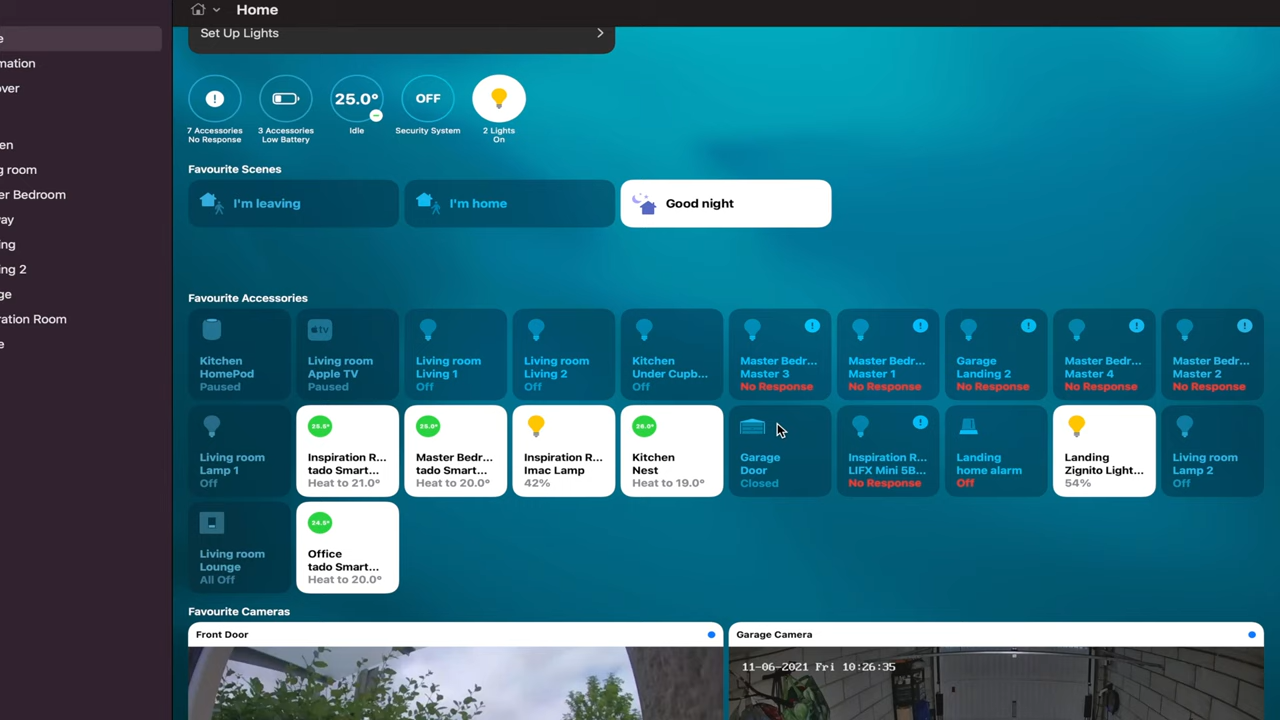 Home
e
mation
over
en
g room
er Bedroom
ay
ng
ng 2
ge
ration Room
e
Set Up Lights
25.0°
OFF
7 Accessories
No Response
3 Accessories
Low Battery
Idle
Security System
2 Lights
On
Favourite Scenes
I'm leaving
I'm home
Good night
Favourite Accessories
Kitchen
HomePod
Paused
tv
Living room
Apple TV
Paused
Living room
Living 1
Off
Living room
Living 2
Off
Kitchen
Under Cupb...
Off
Master Bedr...
Master 3
No Response
Master Bedr...
Master 1
No Response
Garage
Landing 2
No Response
Master Bedr...
Master 4
No Response
Master Bedr...
Master 2
No Response
Living room
Lamp 1
Off
25.5°
Inspiration R...
tado Smart...
Heat to 21.0°
25.0°
Master Bedr...
tado Smart...
Heat to 20.0°
Inspiration R...
Imac Lamp
42%
26.0°
Kitchen
Nest
Heat to 19.0°
Garage
Door
Closed
Inspiration R...
LIFX Mini 5B...
No Response
Landing
home alarm
Off
Landing
Zignito Light...
54%
Living room
Lamp 2
Off
Living room
Lounge
All Off
24.5°
Office
tado Smart...
Heat to 20.0°
Favourite Cameras
Front Door
Garage Camera
11-06-2021 Fri 10:26:35